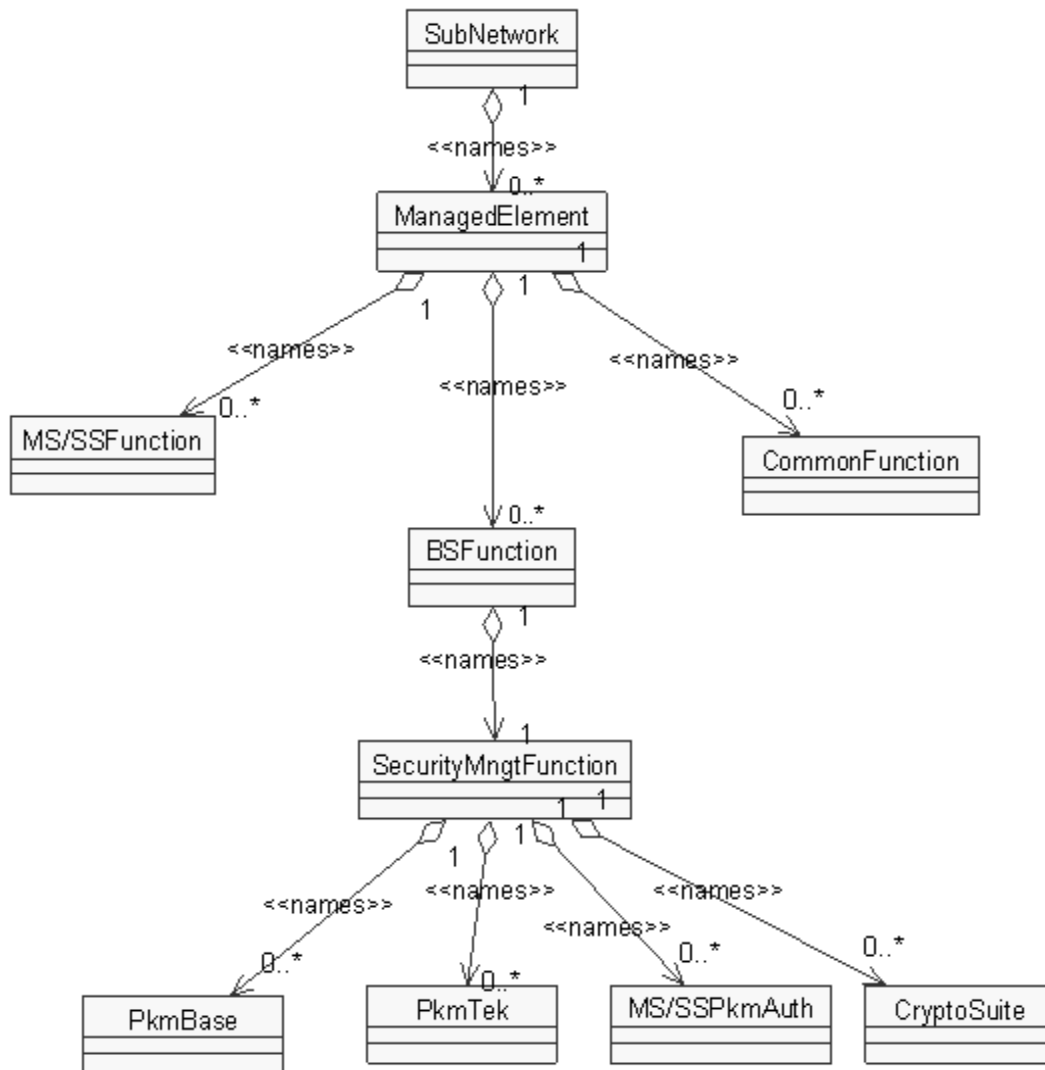 SubNetwork
1
<<names>>
0..*
ManagedElement
1
1
1
<<names>>
<<names>>
<<names>>
0..*
0..*
MS/SSFunction
CommonFunction
0..*
BSFunction
1
<<names>>
1
SecurityMngtFunction
1
1
1
1
<<names>>
<<names>>
<<names>>
<<names>>
0..*
0..*
0..*
0..*
PkmBase
PkmTek
MS/SSPkmAuth
CryptoSuite